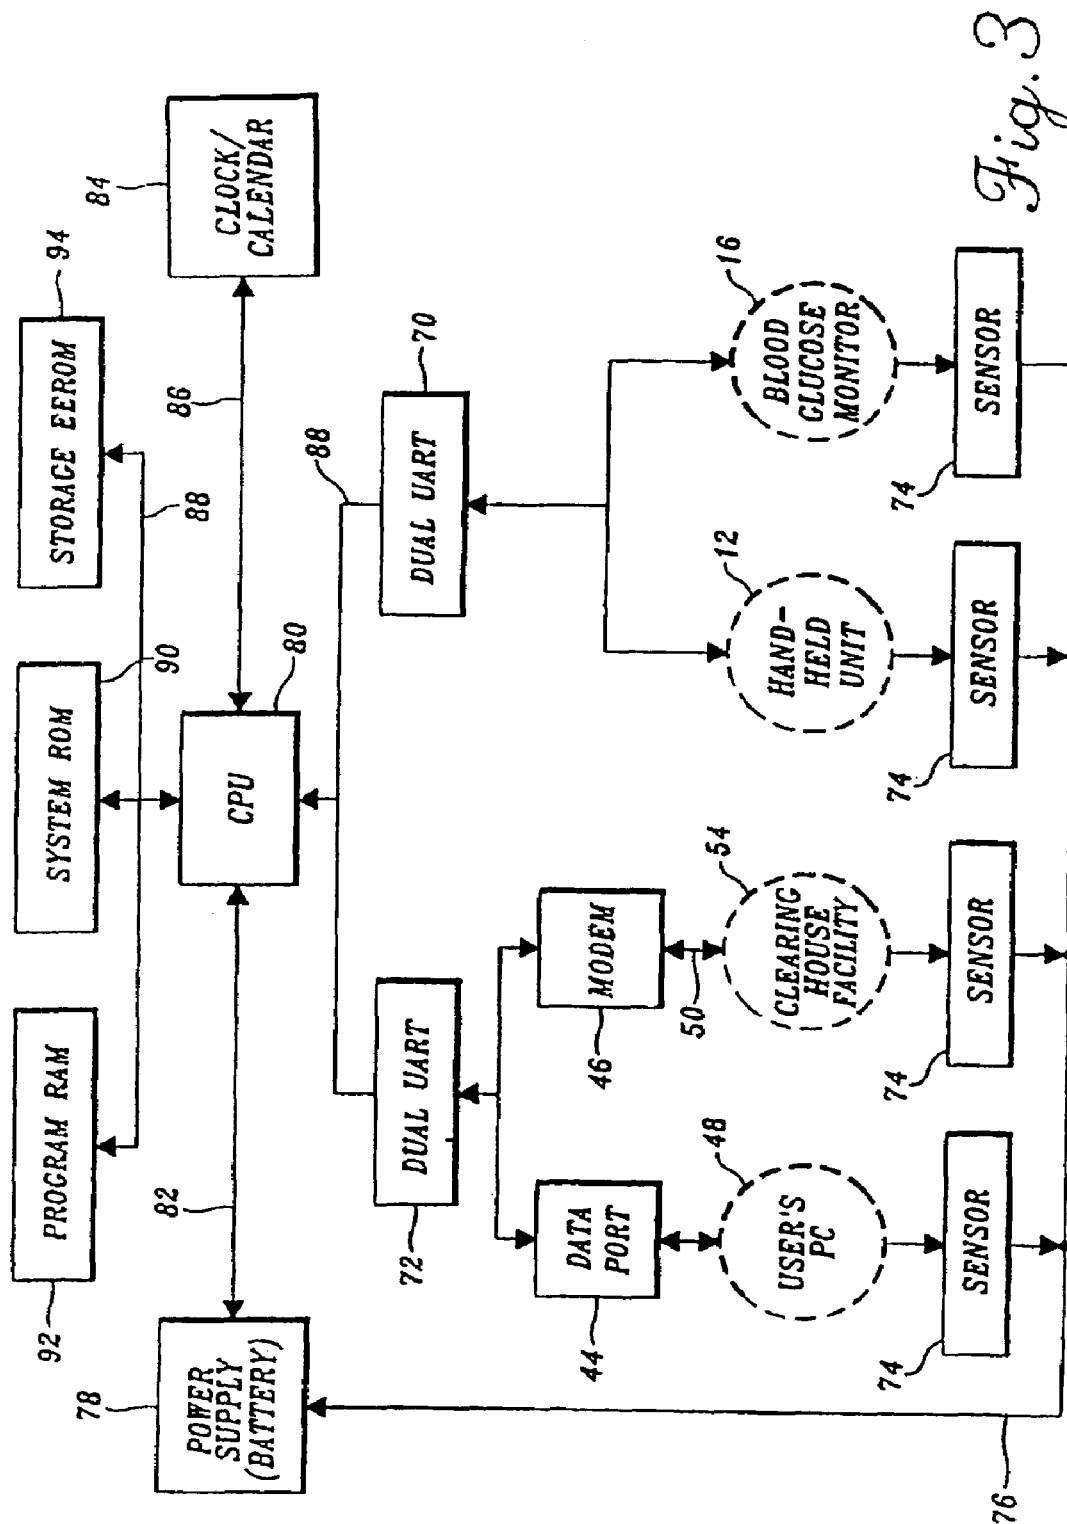 92
PROGRAM RAM
SYSTEM ROM
STORAGE EEROM
94
78
82
90
88
86
84
POWER
SUPPLY
(BATTERY)
CPU
80
CLOCK/
CALENDAR
88
72
DUAL UART
DUAL UART
70
44
DATA
PORT
46
MODEM
50
48
USER'S
PC
54
CLEARING
HOUSE
FACILITY
12
HAND-
HELD
UNIT
16
BLOOD
GLUCOSE
MONITOR
74
SENSOR
74
SENSOR
74
SENSOR
74
SENSOR
76
Fig. 3